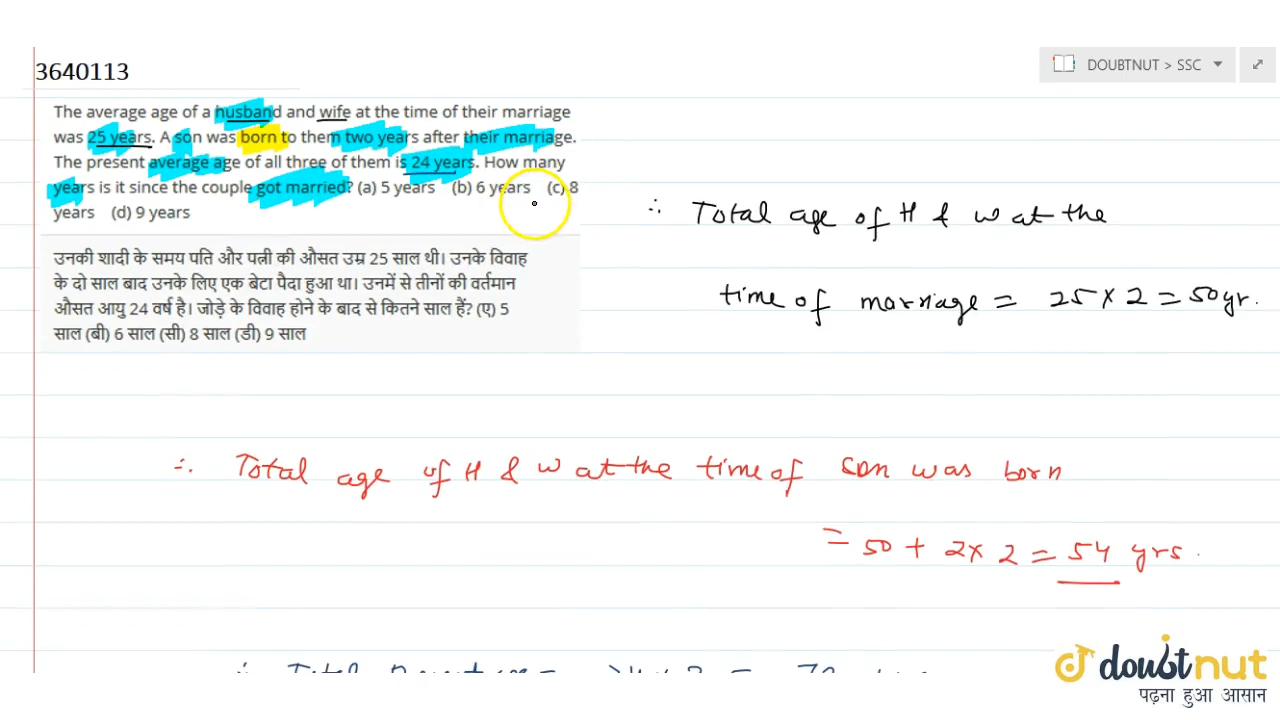 3640113
DOUBTNUT > SSC
The average age of a husband and wife at the time of their marriage
was 25 years. A son was born to them two years after their marriage.
The present average age of all three of them is 24 years. How many
years is it since the couple got married? (a) 5 years (b) 6 years (c) 8
years (d) 9 years
उनकी शादी के समय पति और पत्नी की औसत उम्र 25 साल थी। उनके विवाह
के दो साल बाद उनके लिए एक बेटा पैदा हुआ था। उनमें से तीनों की वर्तमान
औसत आयु 24 वर्ष है। जोड़े के विवाह होने के बाद से कितने साल हैं? (ए) 5
साल (बी) 6 साल (सी) 8 साल (डी) 9 साल
∴ Total age of H & W at the
time of marriage = 25 × 2 = 50 yr.
∴ Total age of H & W at the time of son was born
= 50 + 2 × 2 = 54 yrs.
∴ Total
doubtnut
पढ़ना हुआ आसान